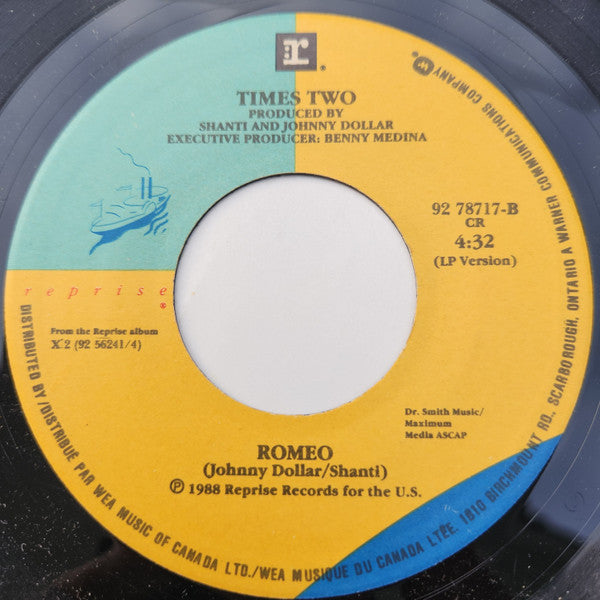 r ®
TIMES TWO
PRODUCED BY
SHANTI AND JOHNNY DOLLAR
EXECUTIVE PRODUCER: BENNY MEDINA
92 78717-B
CR
4:32
(LP Version)
reprise
®
From the Reprise album
X 2 (92 56241/4)
Dr. Smith Music/
Maximum
Media ASCAP
ROMEO
(Johnny Dollar/Shanti)
Ⓟ 1988 Reprise Records for the U.S.
DISTRIBUTED BY/DISTRIBUÉ PAR WEA MUSIC OF CANADA LTD./WEA MUSIQUE DU CANADA LTÉE. 1810 BIRCHMOUNT RD., SCARBOROUGH, ONTARIO A WARNER COMMUNICATIONS COMPANY